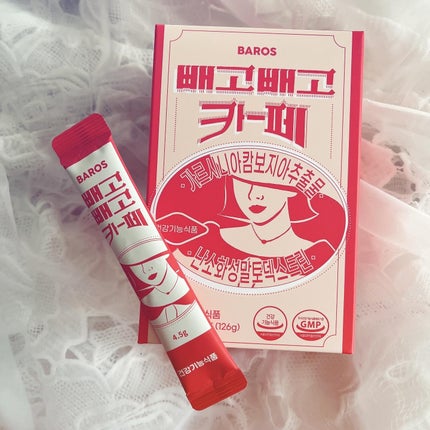 BAROS
빼고빼고
카페
가르시니아캄보지아추출물
건강기능식품
난소화성말토덱스트린
식품
(126g)
건강
기능식품
GMP
BAROS
빼고
빼고
카페
4.5g
건강기능식품